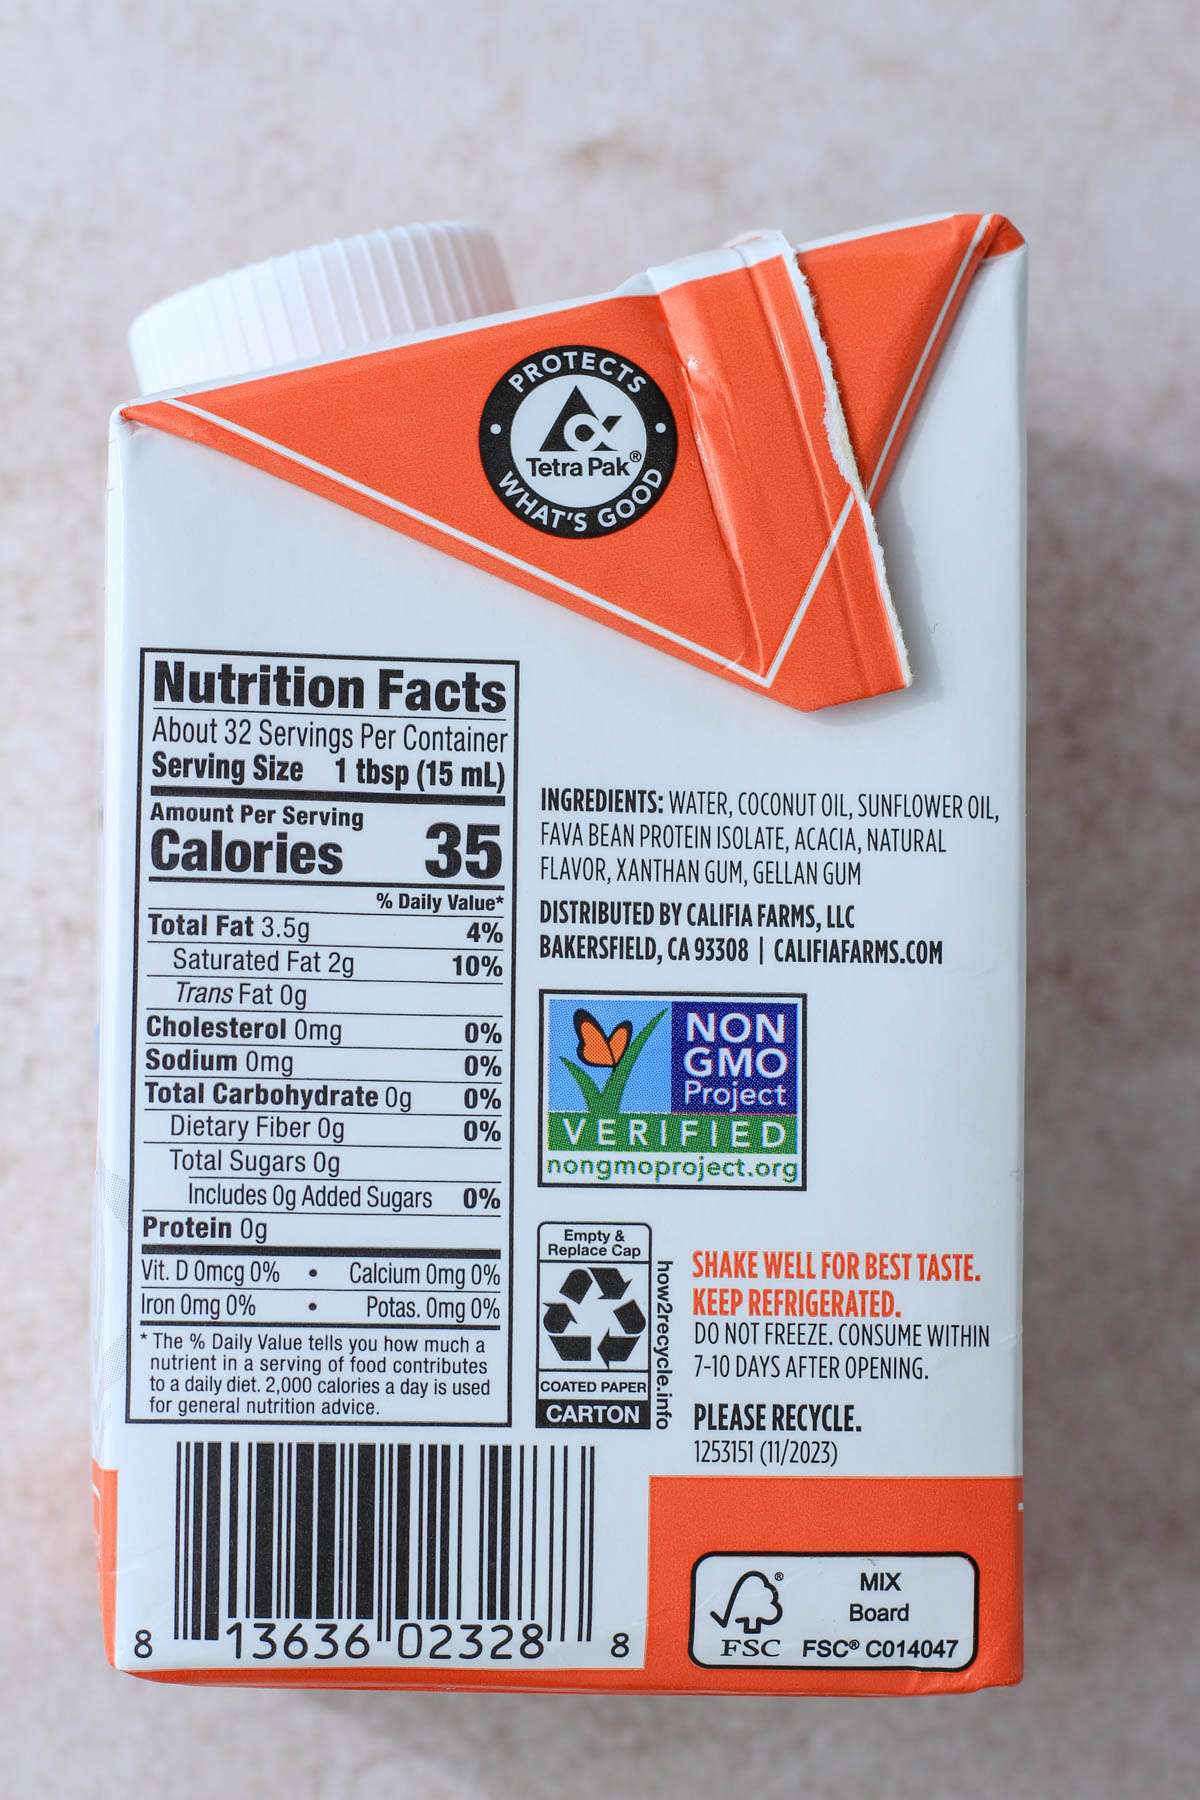 PROTECTS
Tetra Pak®
WHAT'S GOOD
Nutrition Facts
About 32 Servings Per Container
Serving Size 1 tbsp (15 mL)
Amount Per Serving
Calories 35
% Daily Value*
Total Fat 3.5g 4%
Saturated Fat 2g 10%
Trans Fat 0g
Cholesterol 0mg 0%
Sodium 0mg 0%
Total Carbohydrate 0g 0%
Dietary Fiber 0g 0%
Total Sugars 0g
Includes 0g Added Sugars 0%
Protein 0g
Vit. D 0mcg 0% • Calcium 0mg 0%
Iron 0mg 0% • Potas. 0mg 0%
* The % Daily Value tells you how much a
nutrient in a serving of food contributes
to a daily diet. 2,000 calories a day is used
for general nutrition advice.
INGREDIENTS: WATER, COCONUT OIL, SUNFLOWER OIL,
FAVA BEAN PROTEIN ISOLATE, ACACIA, NATURAL
FLAVOR, XANTHAN GUM, GELLAN GUM
DISTRIBUTED BY CALIFIA FARMS, LLC
BAKERSFIELD, CA 93308 | CALIFIAFARMS.COM
NON
GMO
Project
VERIFIED
nongmoproject.org
Empty &
Replace Cap
COATED PAPER
CARTON
how2recycle.info
SHAKE WELL FOR BEST TASTE.
KEEP REFRIGERATED.
DO NOT FREEZE. CONSUME WITHIN
7-10 DAYS AFTER OPENING.
PLEASE RECYCLE.
1253151 (11/2023)
8 13636 02328 8
®
FSC
MIX
Board
FSC® C014047